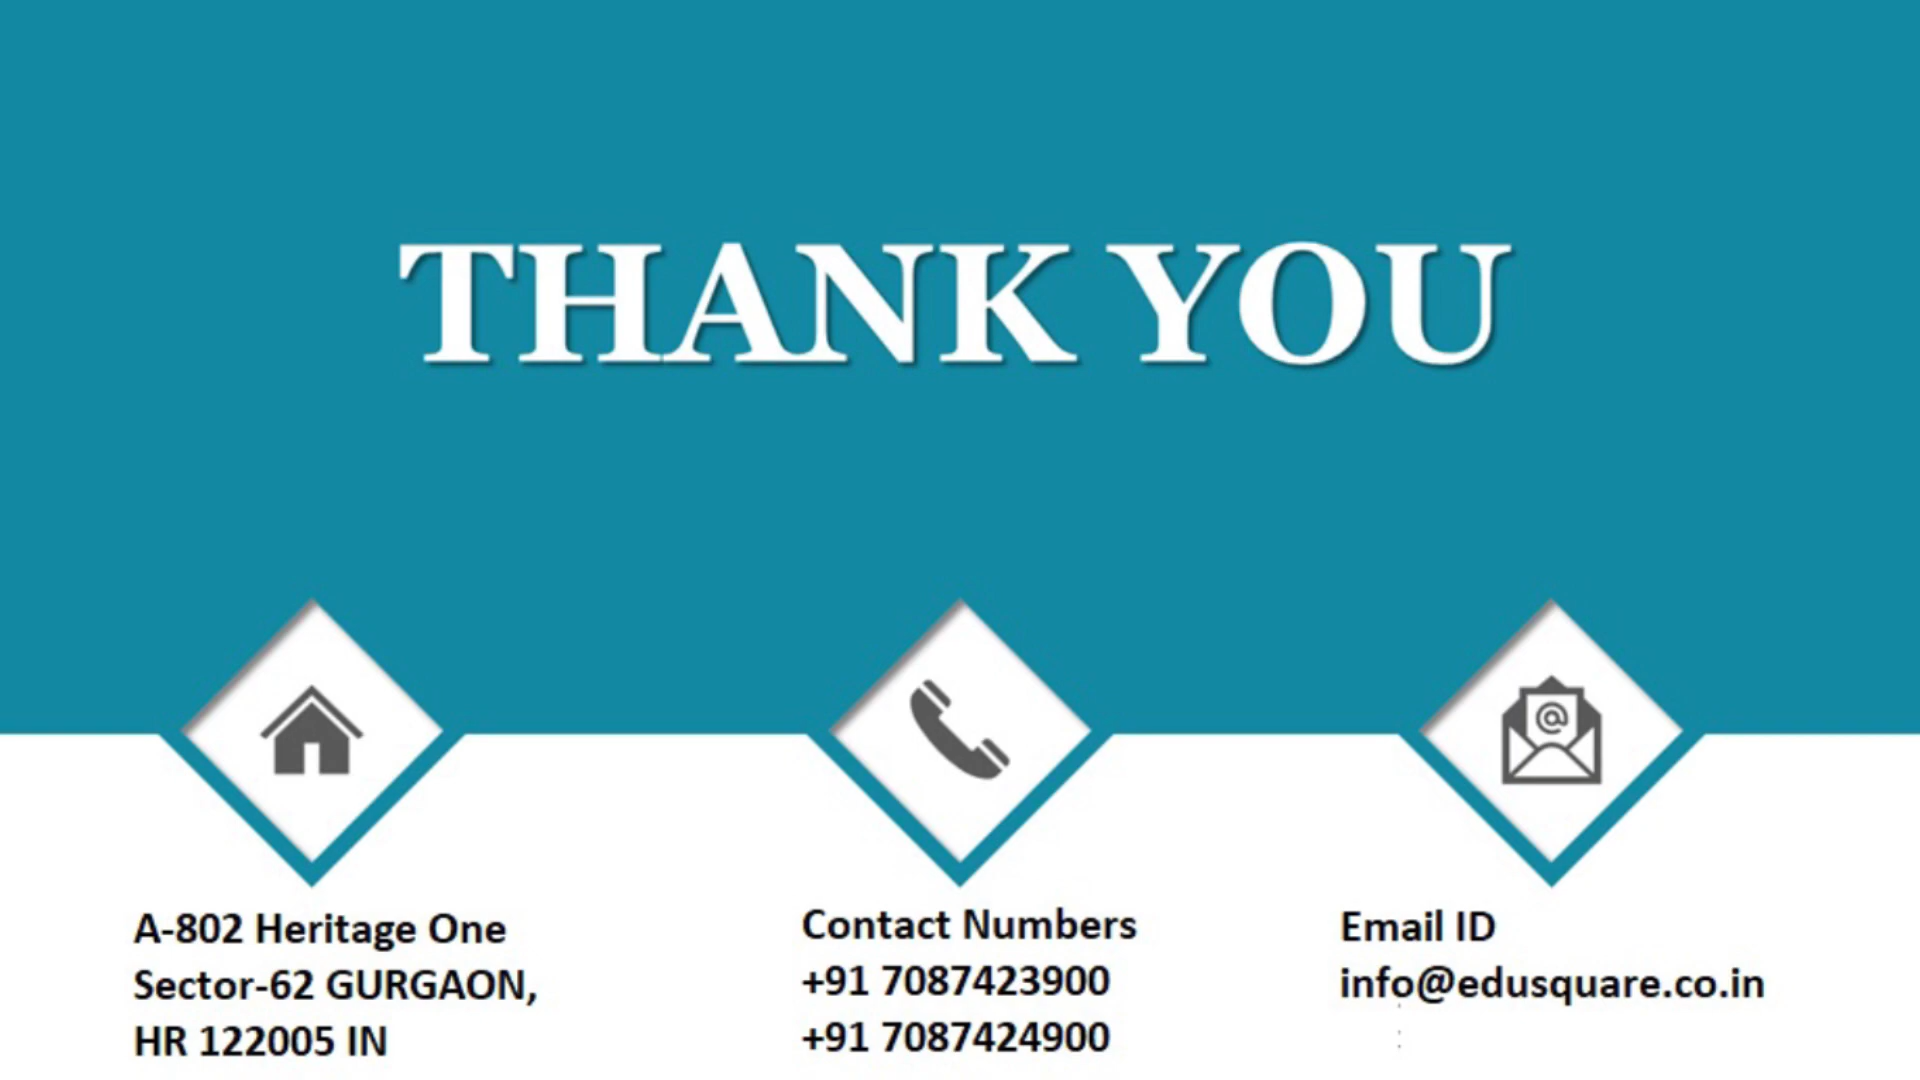 THANK YOU
A-802 Heritage One
Sector-62 GURGAON,
HR 122005 IN
Contact Numbers
+91 7087423900
+91 7087424900
Email ID
info@edusquare.co.in